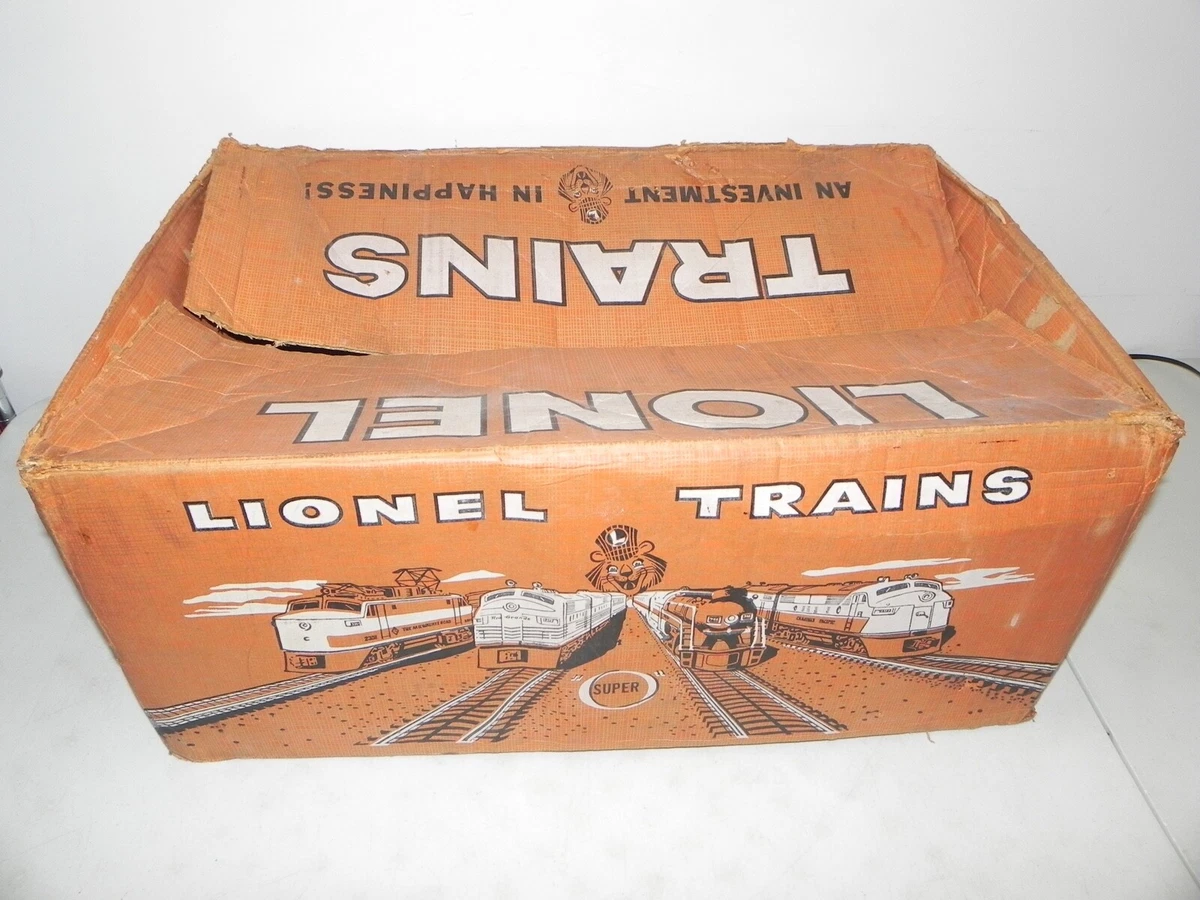 AN INVESTMENT IN HAPPINESS!
TRAINS
LIONEL
LIONEL TRAINS
L
L
"SUPER O"